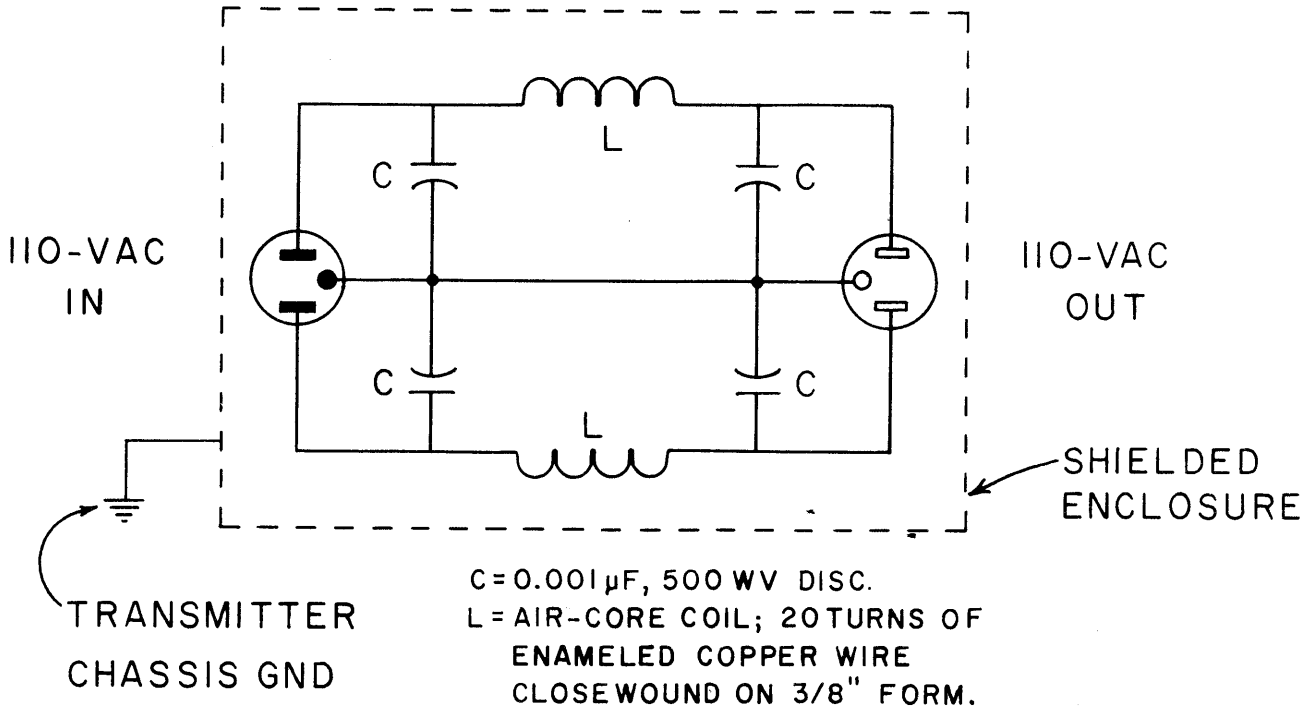 L
C
C
110-VAC
IN
110-VAC
OUT
C
C
L
SHIELDED
ENCLOSURE
TRANSMITTER
CHASSIS GND
C=0.001µF, 500 WV DISC.
L= AIR-CORE COIL; 20 TURNS OF
ENAMELED COPPER WIRE
CLOSEWOUND ON 3/8" FORM.